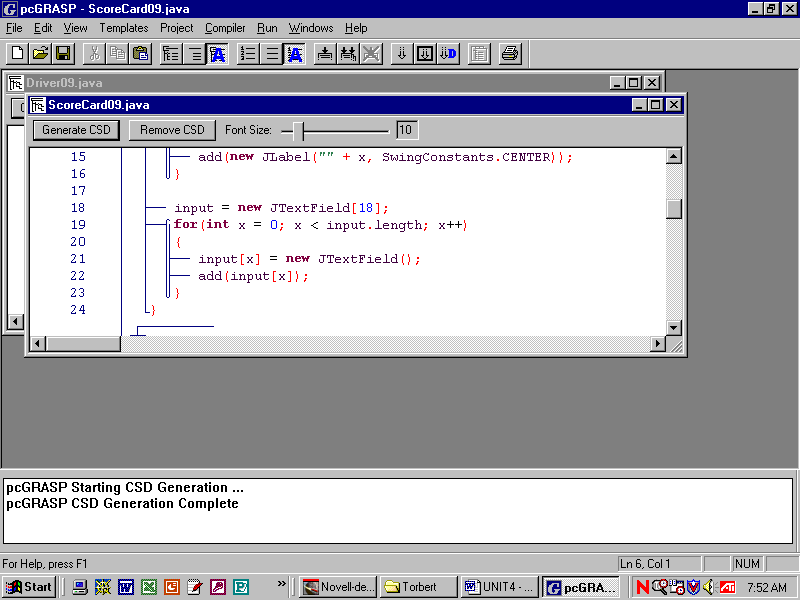 pcGRASP - ScoreCard09.java
File Edit View Templates Project Compiler Run Windows Help
Driver09.java
ScoreCard09.java
Generate CSD Remove CSD Font Size: 10
15 add(new JLabel("" + x, SwingConstants.CENTER));
16 }
17
18 input = new JTextField[18];
19 for(int x = 0; x < input.length; x++)
20 {
21 input[x] = new JTextField();
22 add(input[x]);
23 }
24 }
pcGRASP Starting CSD Generation ...
pcGRASP CSD Generation Complete
For Help, press F1 Ln 6, Col 1 NUM
Start » Novell-de... Torbert UNIT4 - ... pcGRA... 7:52 AM